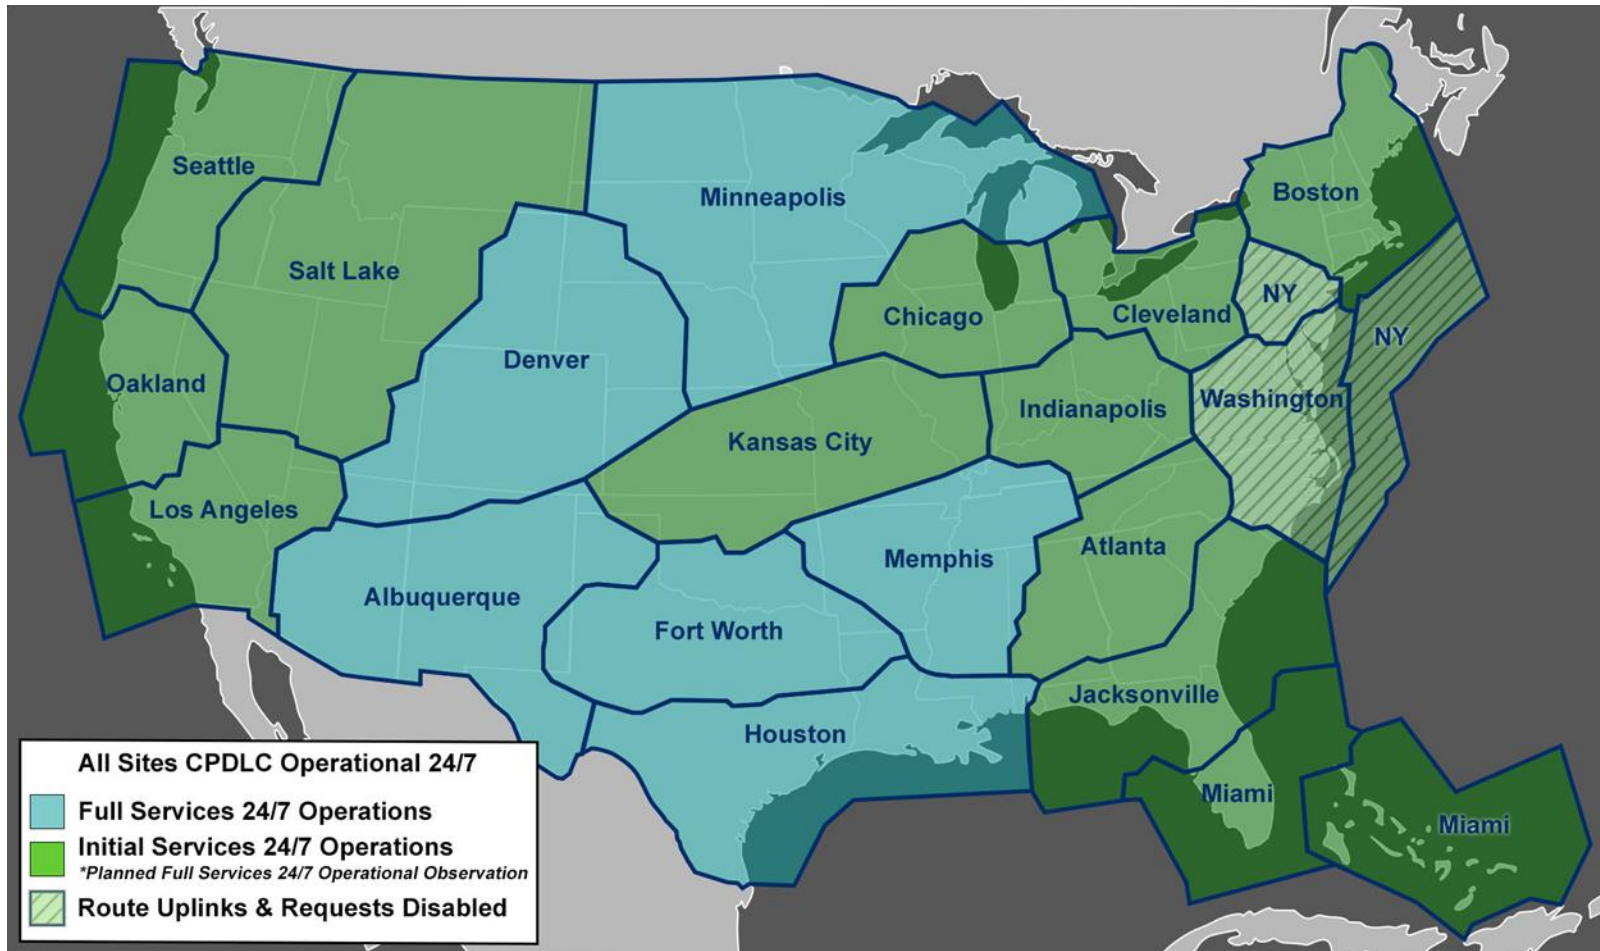 Seattle
Minneapolis
Boston
Salt Lake
NY
Chicago
Cleveland
NY
Denver
Oakland
Washington
Indianapolis
Kansas City
Los Angeles
Atlanta
Memphis
Albuquerque
Fort Worth
Jacksonville
Houston
Miami
Miami
All Sites CPDLC Operational 24/7
Full Services 24/7 Operations
Initial Services 24/7 Operations
*Planned Full Services 24/7 Operational Observation
Route Uplinks & Requests Disabled